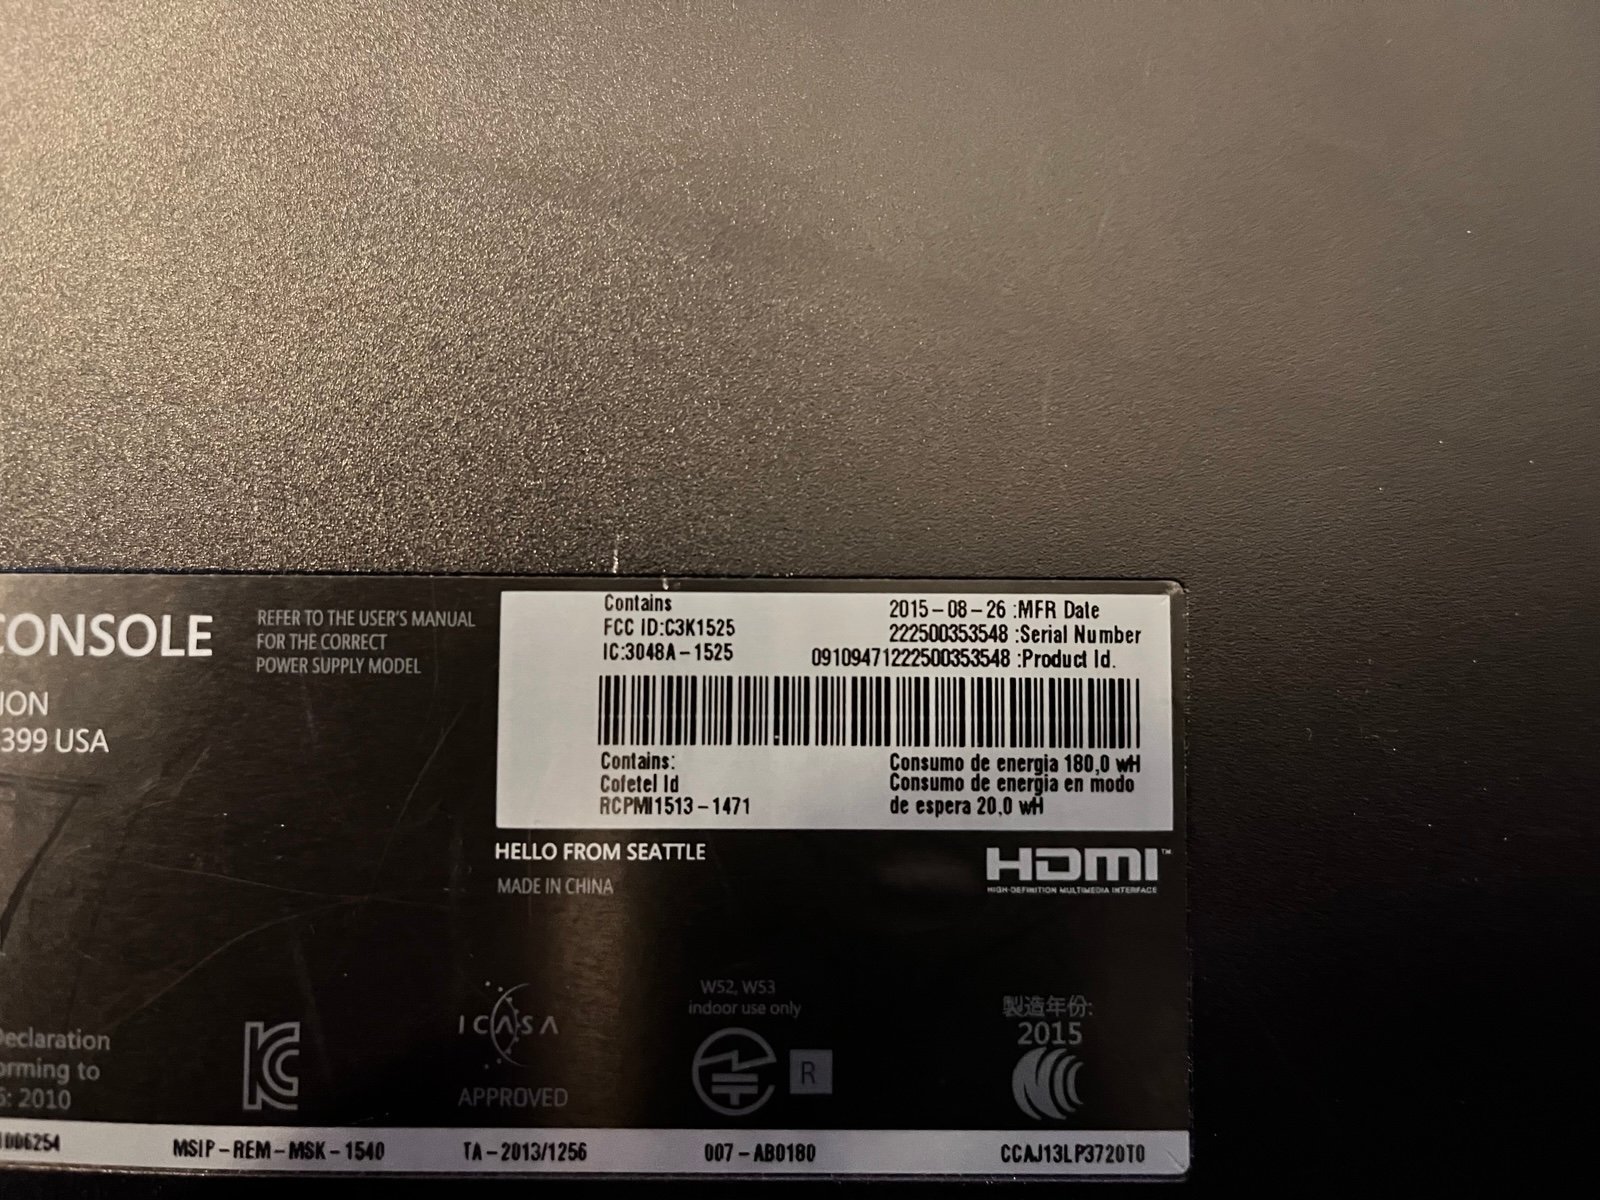 CONSOLE
REFER TO THE USER'S MANUAL
FOR THE CORRECT
POWER SUPPLY MODEL
ION
399 USA
Contains
FCC ID:C3K1525
IC:3048A-1525
2015-08-26 :MFR Date
222500353548 :Serial Number
09109471222500353548 :Product Id.
Contains:
Cofetel Id
RCPMI1513-1471
Consumo de energia 180,0 wH
Consumo de energia en modo
de espera 20,0 wH
HELLO FROM SEATTLE
MADE IN CHINA
HDMI™
HIGH-DEFINITION MULTIMEDIA INTERFACE
eclaration
orming to
: 2010
ICASA
APPROVED
W52, W53
indoor use only
R
製造年份:
2015
006254
MSIP-REM-MSK-1540
TA-2013/1256
007-AB0180
CCAJ13LP3720T0